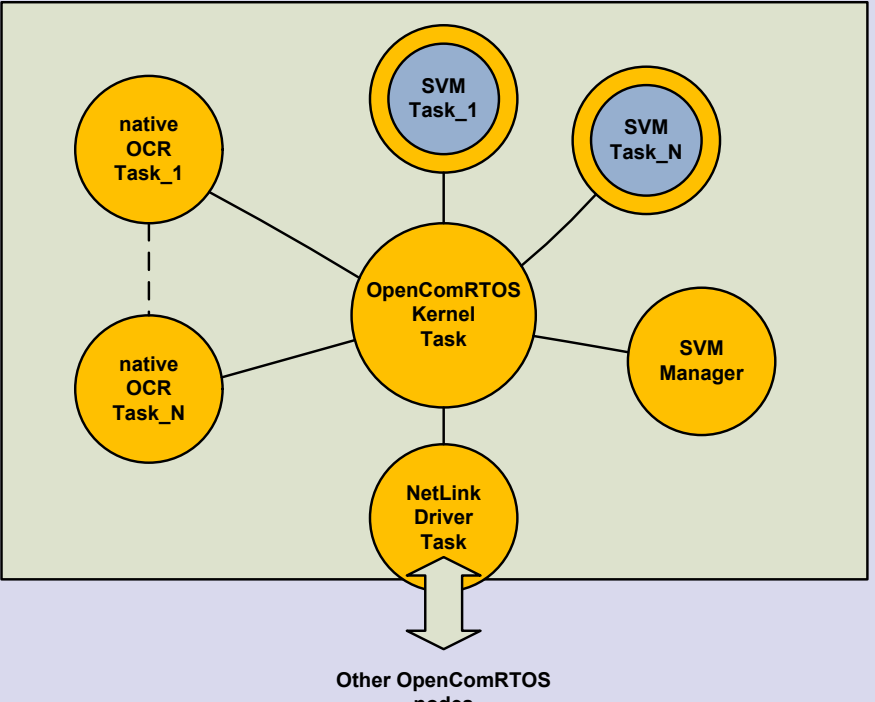 SVM
Task_1
SVM
Task_N
native
OCR
Task_1
OpenComRTOS
Kernel
Task
native
OCR
Task_N
SVM
Manager
NetLink
Driver
Task
Other OpenComRTOS
nodes